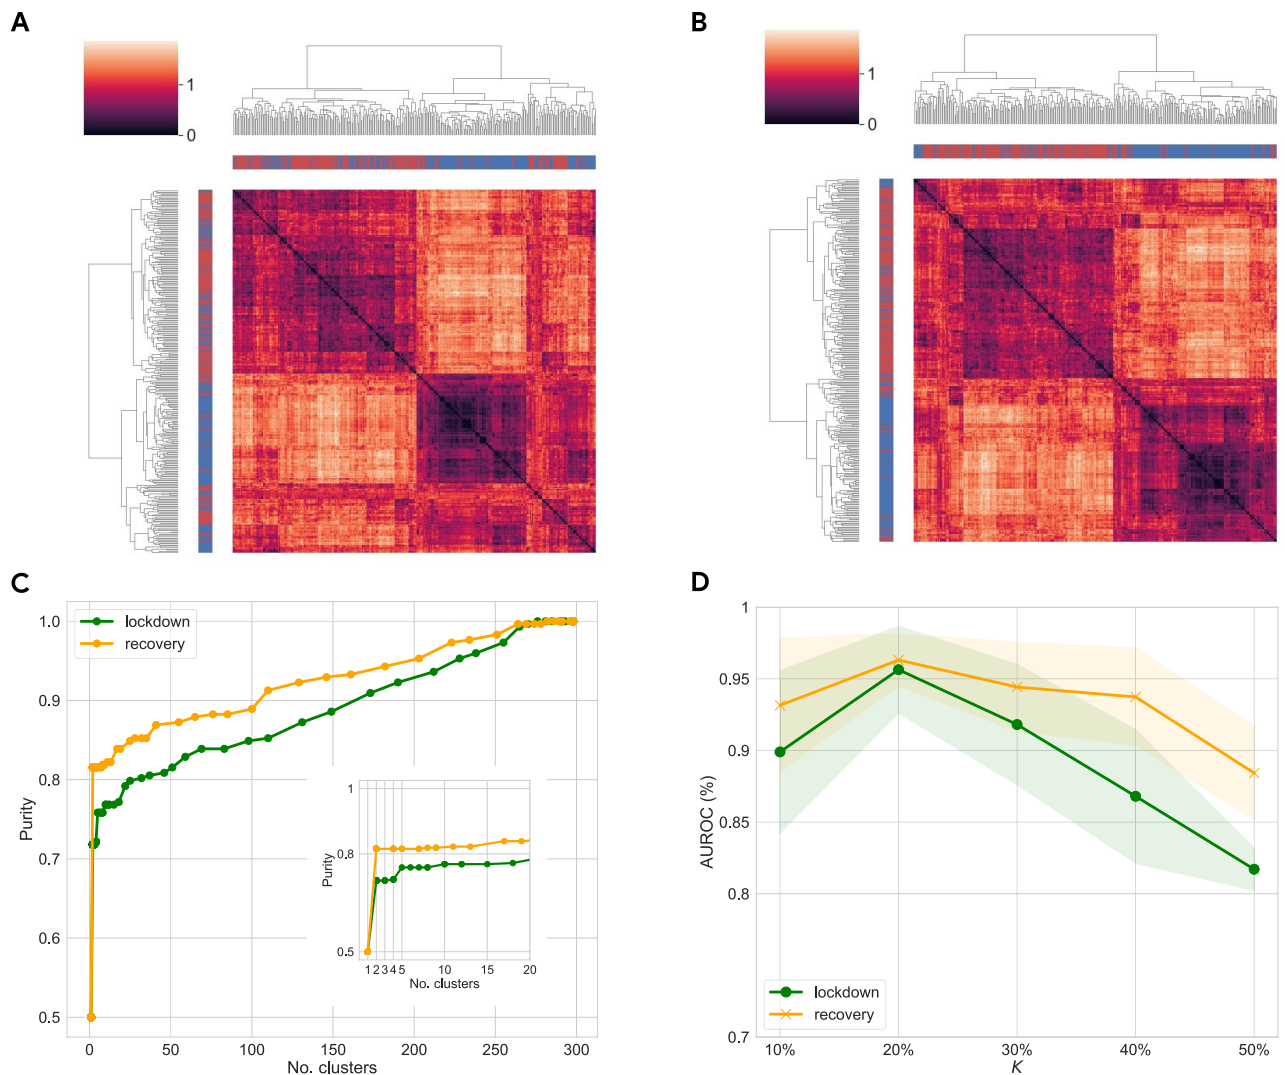 A
B
1
0
1
0
C
D
1.0
0.9
0.8
0.7
0.6
0.5
Purity
lockdown
recovery
1
0.8
0.5
Purity
1 2 3 4 5 10 15 20
No. clusters
0 50 100 150 200 250 300
No. clusters
1
0.95
0.9
0.85
0.8
0.7
AUROC (%)
lockdown
recovery
10% 20% 30% 40% 50%
K